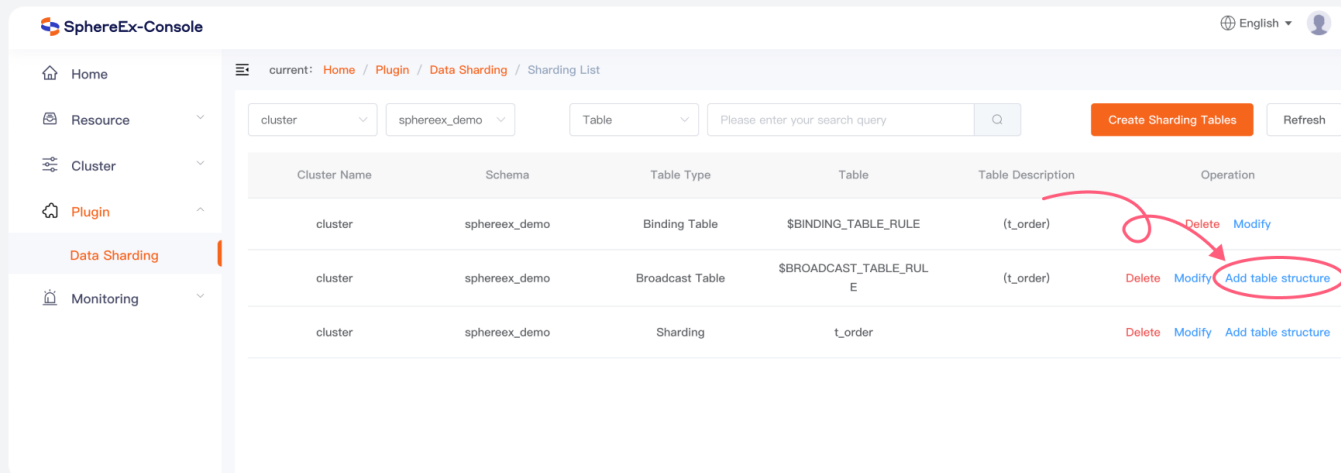 SphereEx-Console
English
Home
Resource
Cluster
Plugin
Data Sharding
Monitoring
current: Home / Plugin / Data Sharding / Sharding List
cluster
sphereex_demo
Table
Please enter your search query
Create Sharding Tables
Refresh
Cluster Name Schema Table Type Table Table Description Operation
cluster sphereex_demo Binding Table $BINDING_TABLE_RULE (t_order) Delete Modify
cluster sphereex_demo Broadcast Table $BROADCAST_TABLE_RUL (t_order) Delete Modify Add table structure
E
cluster sphereex_demo Sharding t_order Delete Modify Add table structure